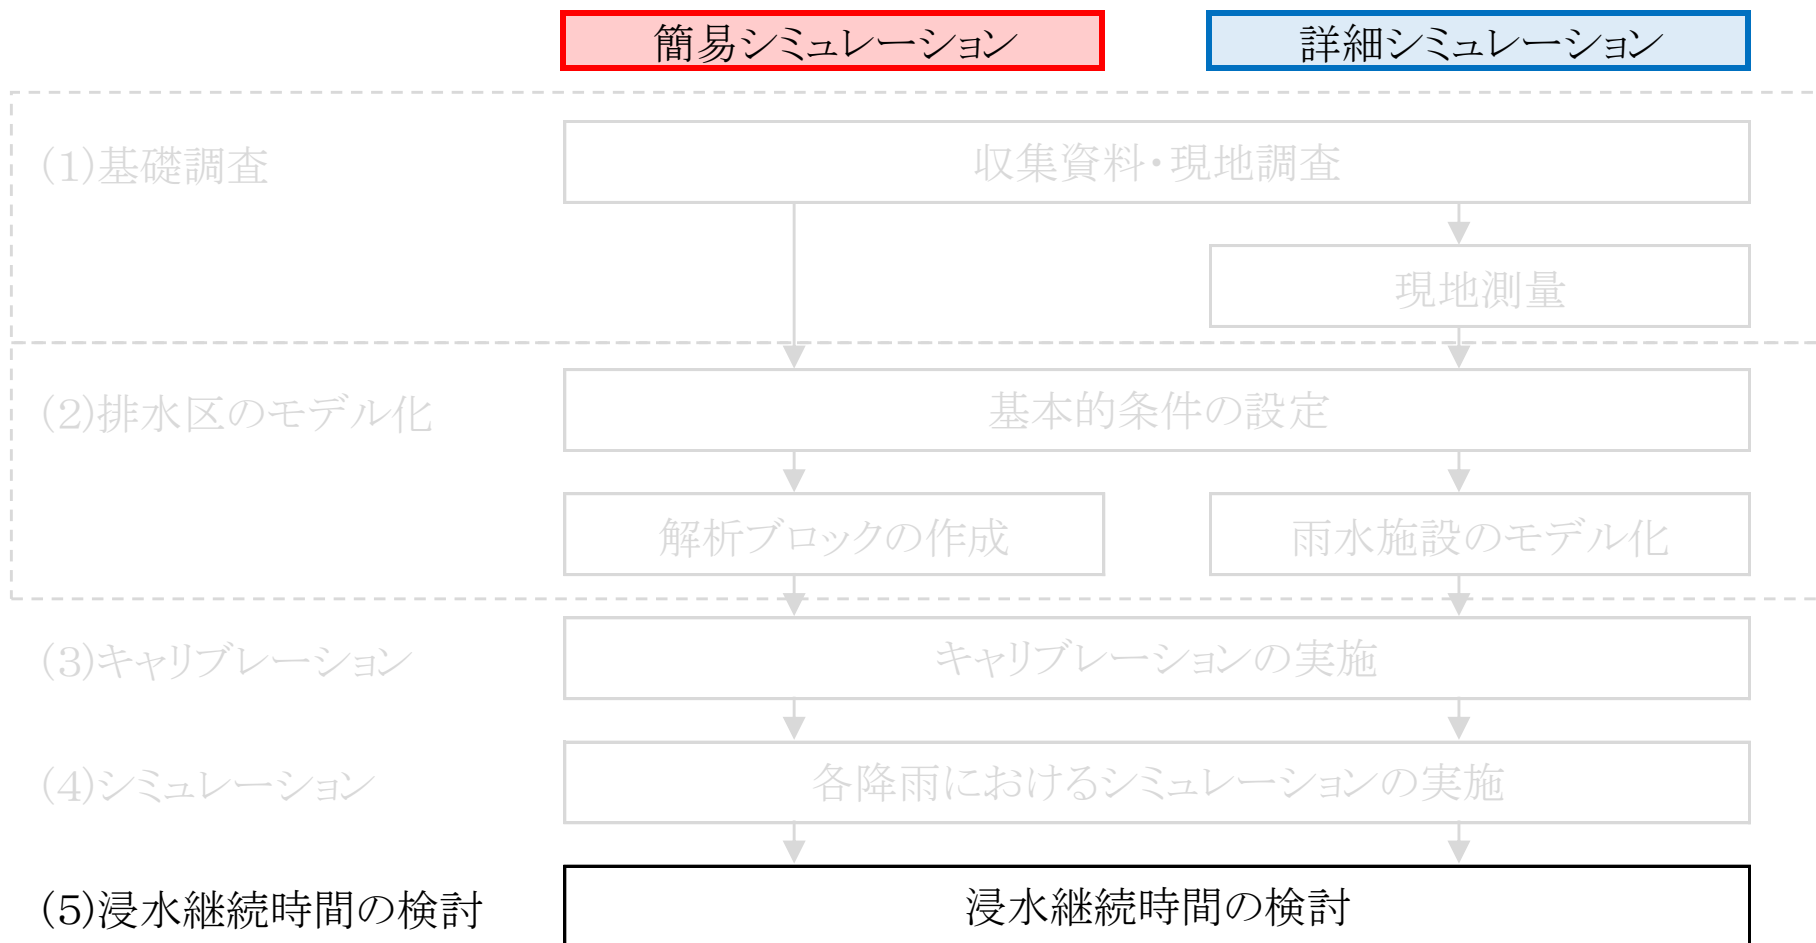 簡易シミュレーション
詳細シミュレーション
(1)基礎調査
収集資料・現地調査
現地測量
(2)排水区のモデル化
基本的条件の設定
解析ブロックの作成
雨水施設のモデル化
(3)キャリブレーション
キャリブレーションの実施
(4)シミュレーション
各降雨におけるシミュレーションの実施
(5)浸水継続時間の検討
浸水継続時間の検討